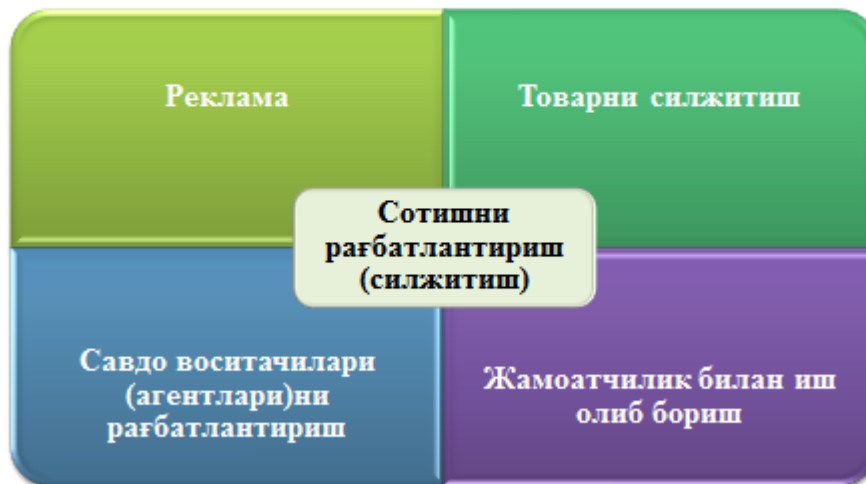 Реклама
Товарни силжитиш
Сотишни
рағбатлантириш
(силжитиш)
Савдо воситачилари
(агентлари)ни
рағбатлантириш
Жамоатчилик билан иш
олиб бориш